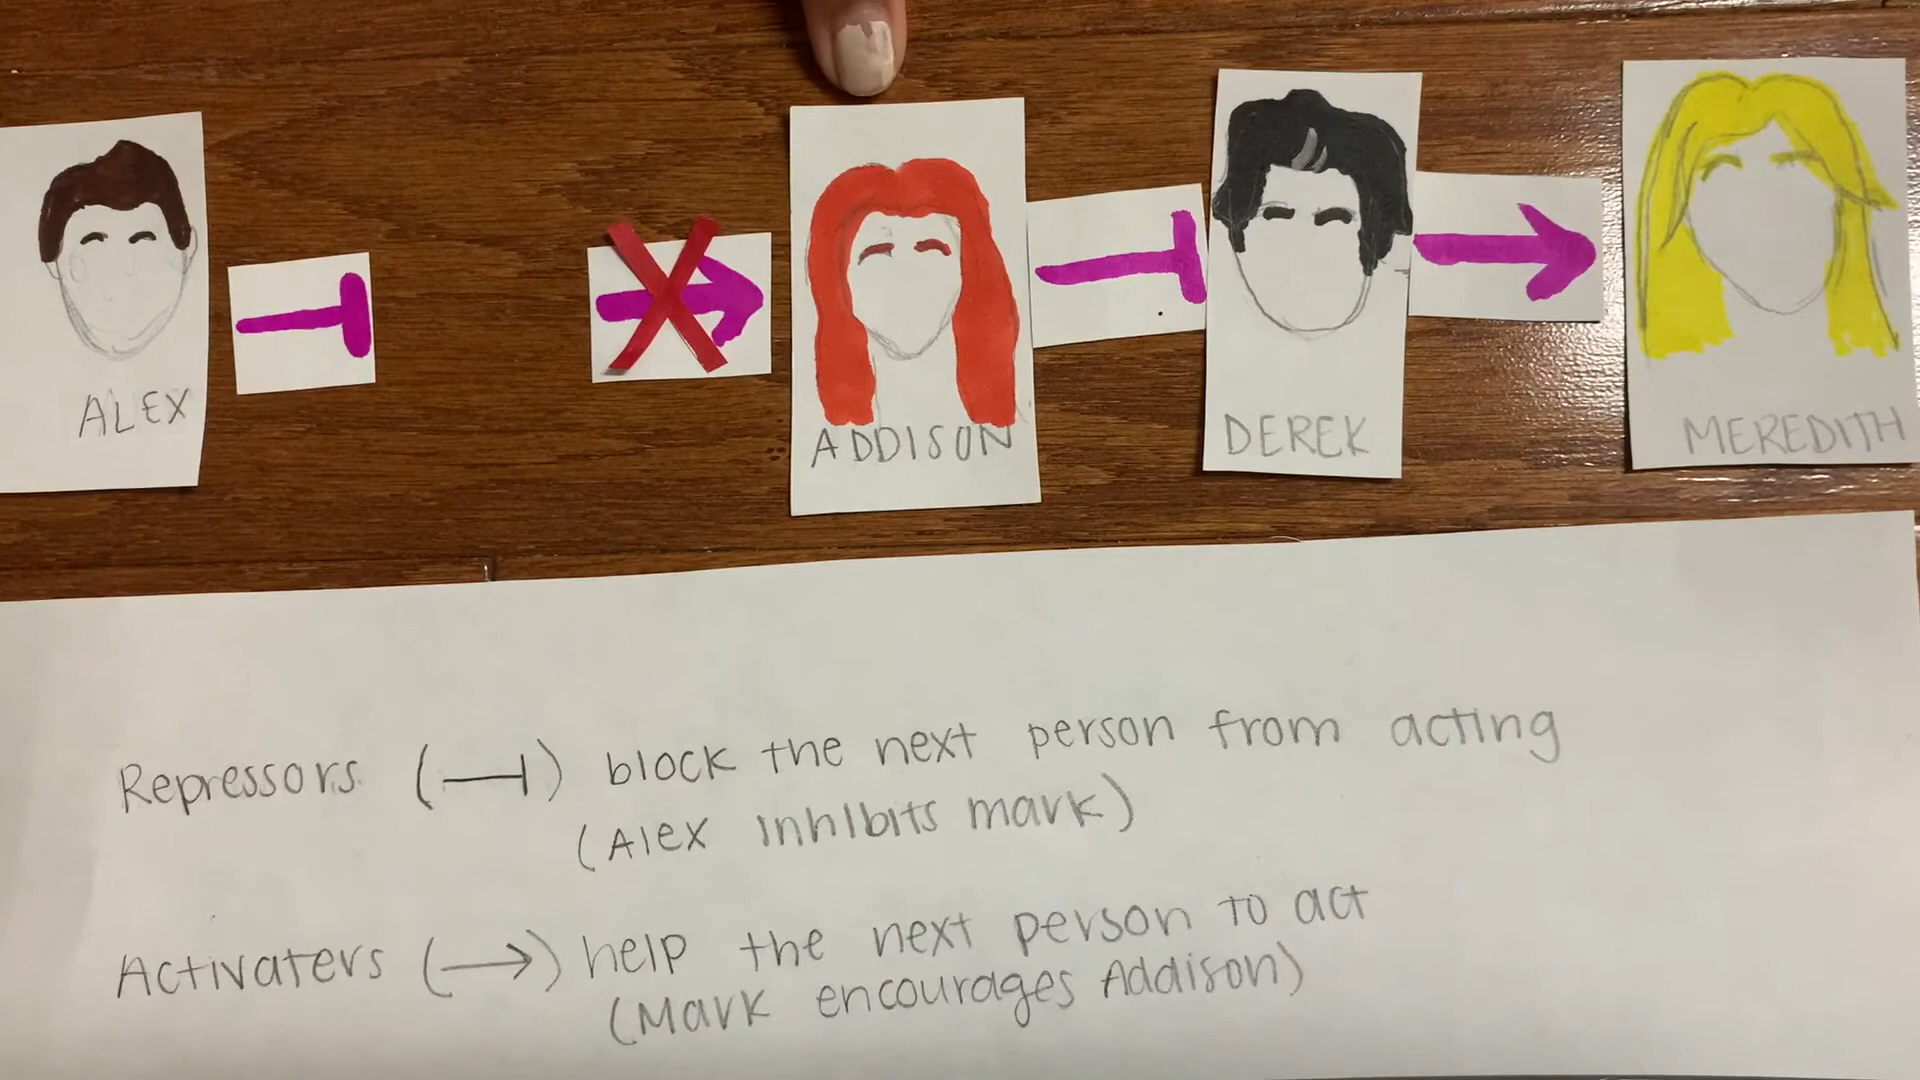 ALEX
ADDISON
DEREK
MEREDITH
Repressors (—|) block the next person from acting
(Alex inhibits mark)
Activaters (→) help the next person to act
(Mark encourages Addison)